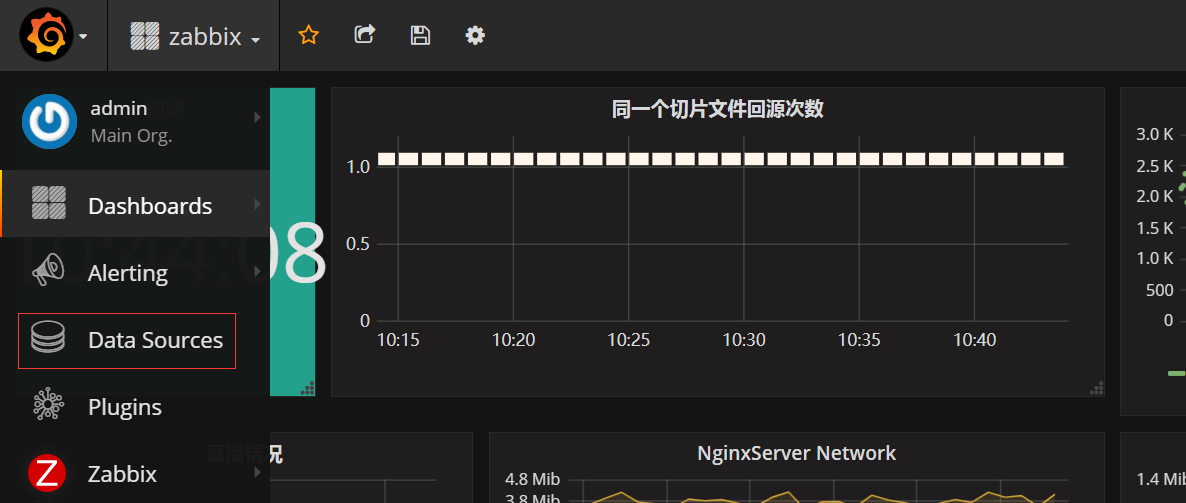 zabbix
admin
Main Org.
Dashboards
Alerting
Data Sources
Plugins
Zabbix
:08
同一个切片文件回源次数
1.0
0.5
0
10:15 10:20 10:25 10:30 10:35 10:40
3.0 K
2.5 K
2.0 K
1.5 K
1.0 K
500
0
直播情况
NginxServer Network
4.8 Mib
3.8 Mib
1.4 Mib